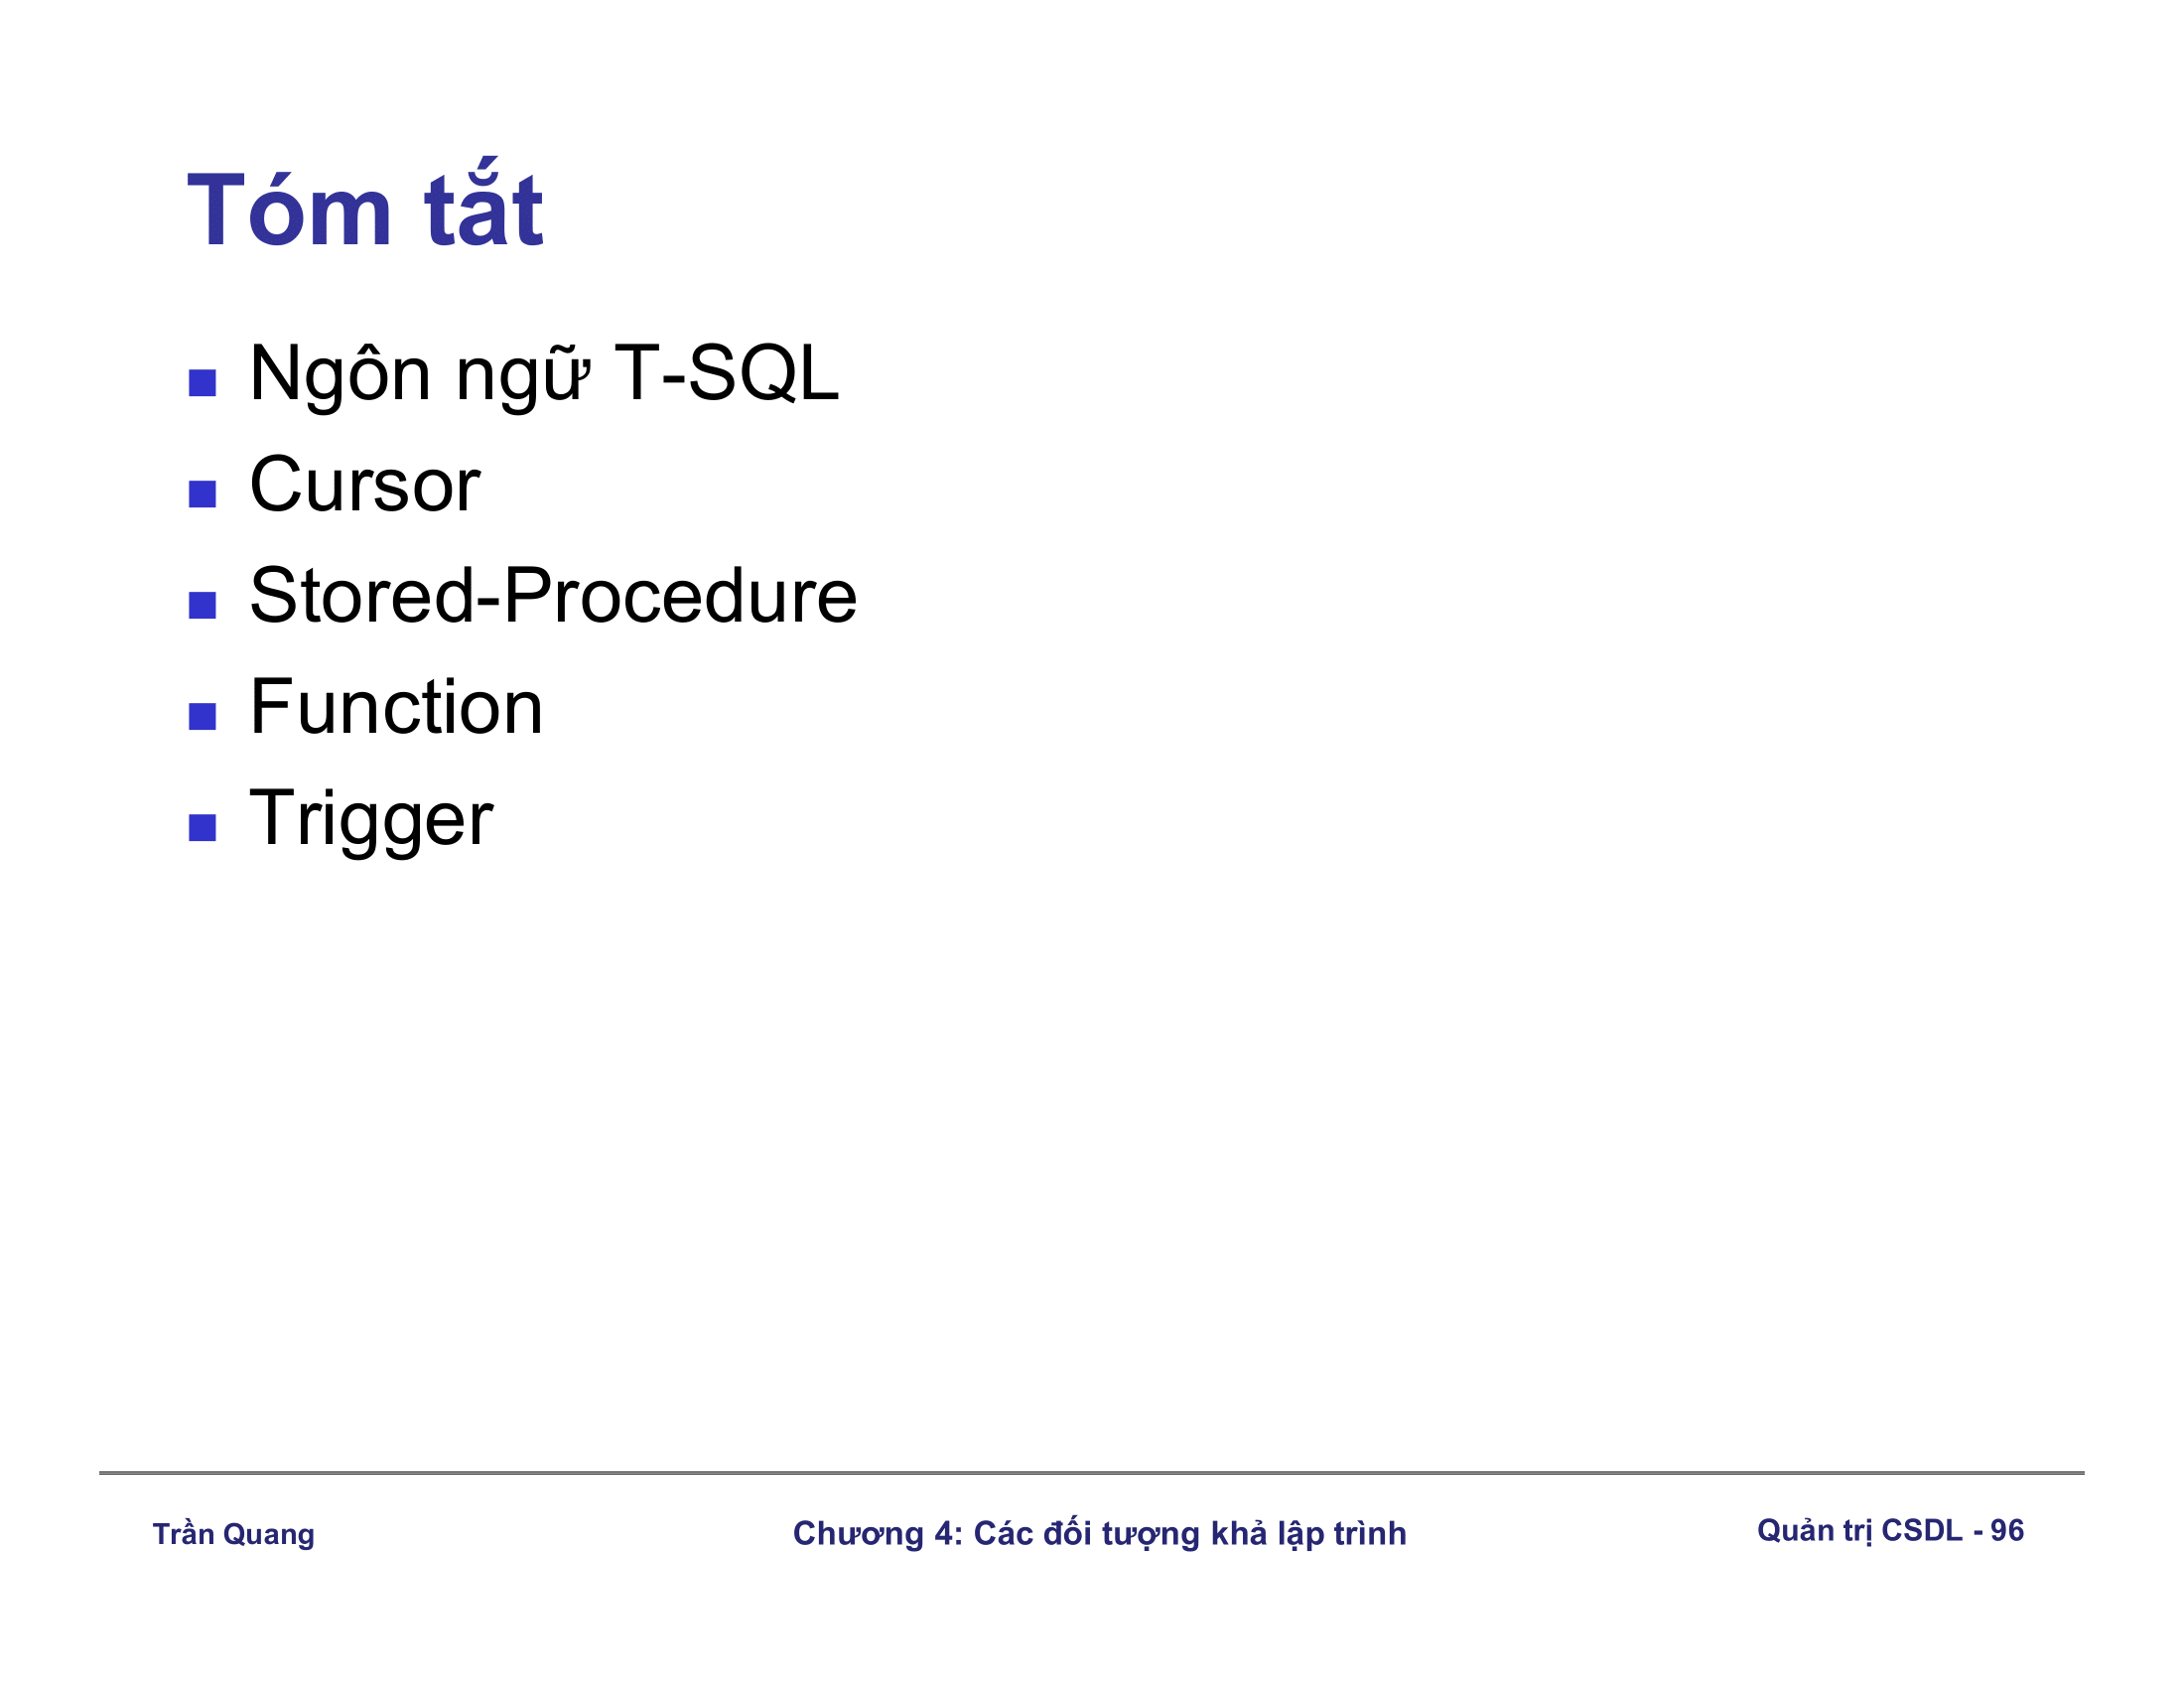 Tóm tắt
Ngôn ngữ T-SQL
Cursor
Stored-Procedure
Function
Trigger
Trần Quang
Chương 4: Các đối tượng khả lập trình
Quản trị CSDL - 96